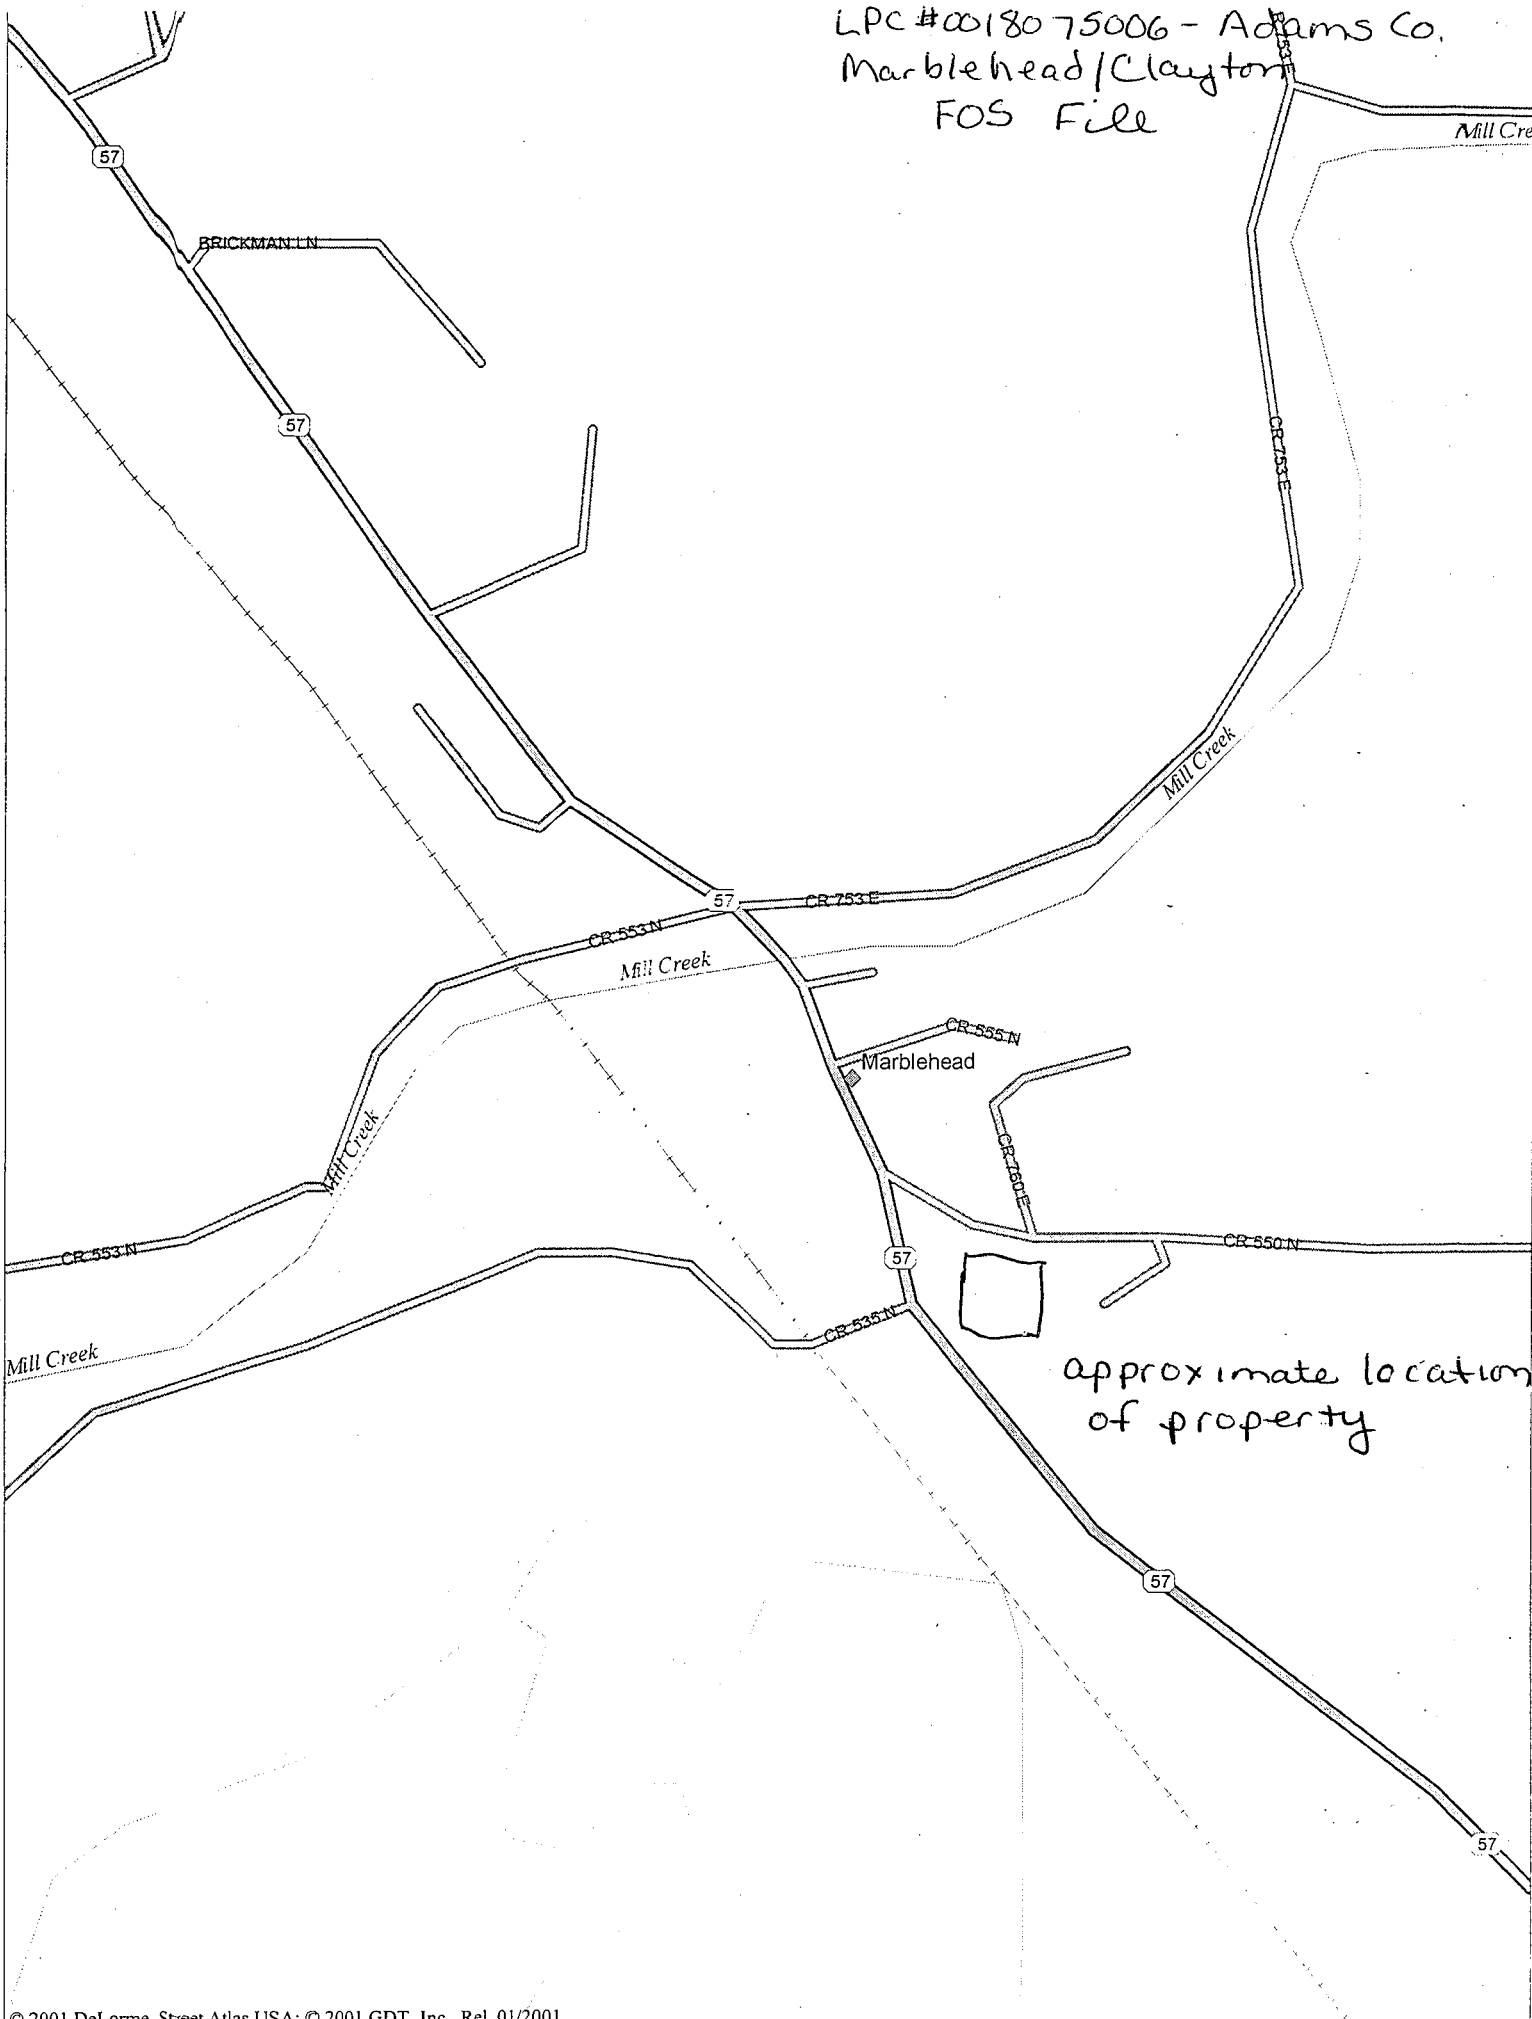 LPC #0018075006 - Adams Co.
Marblehead/Clayton
FOS File
53 E
Mill Cre
57
BRICKMAN LN
57
CR 753 E
Mill Creek
57
CR 753 E
CR 553 N
Mill Creek
CR 555 N
Marblehead
Mill Creek
CR 760 E
CR 550 N
CR 553 N
57
CR 535 N
Mill Creek
approximate location
of property
57
57
© 2001 DeLorme. Street Atlas USA; © 2001 GDT, Inc., Rel. 01/2001